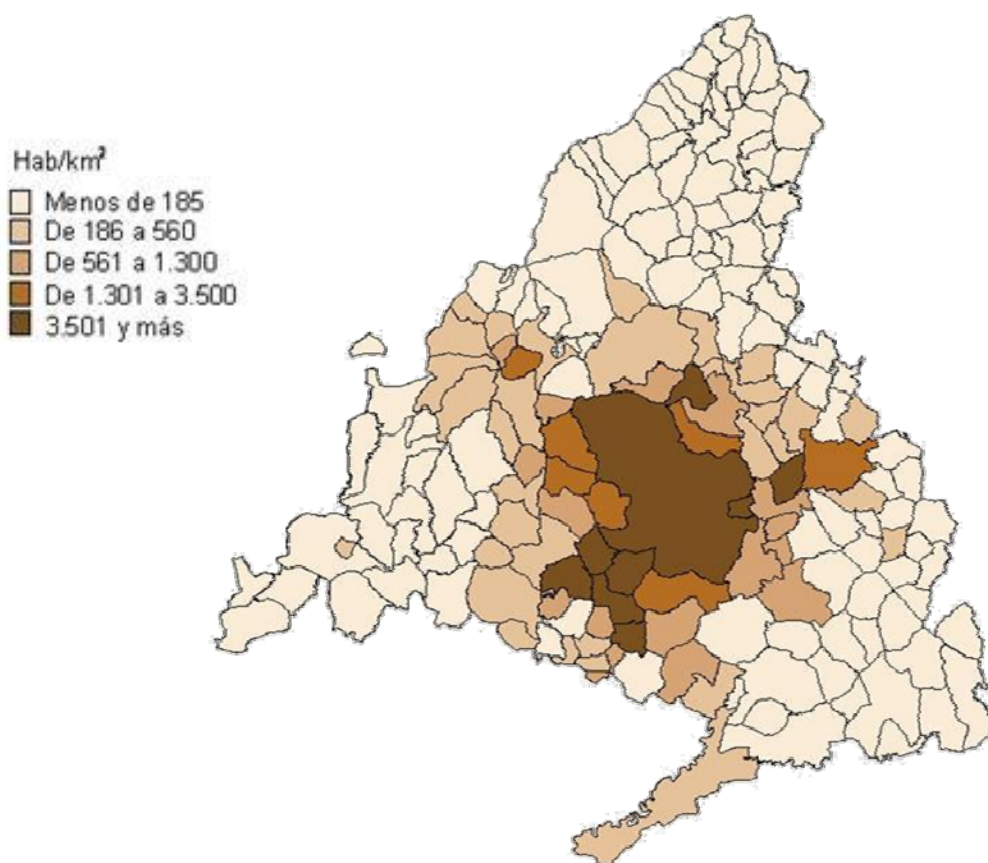 Hab/km²
Menos de 185
De 186 a 560
De 561 a 1.300
De 1.301 a 3.500
3.501 y más